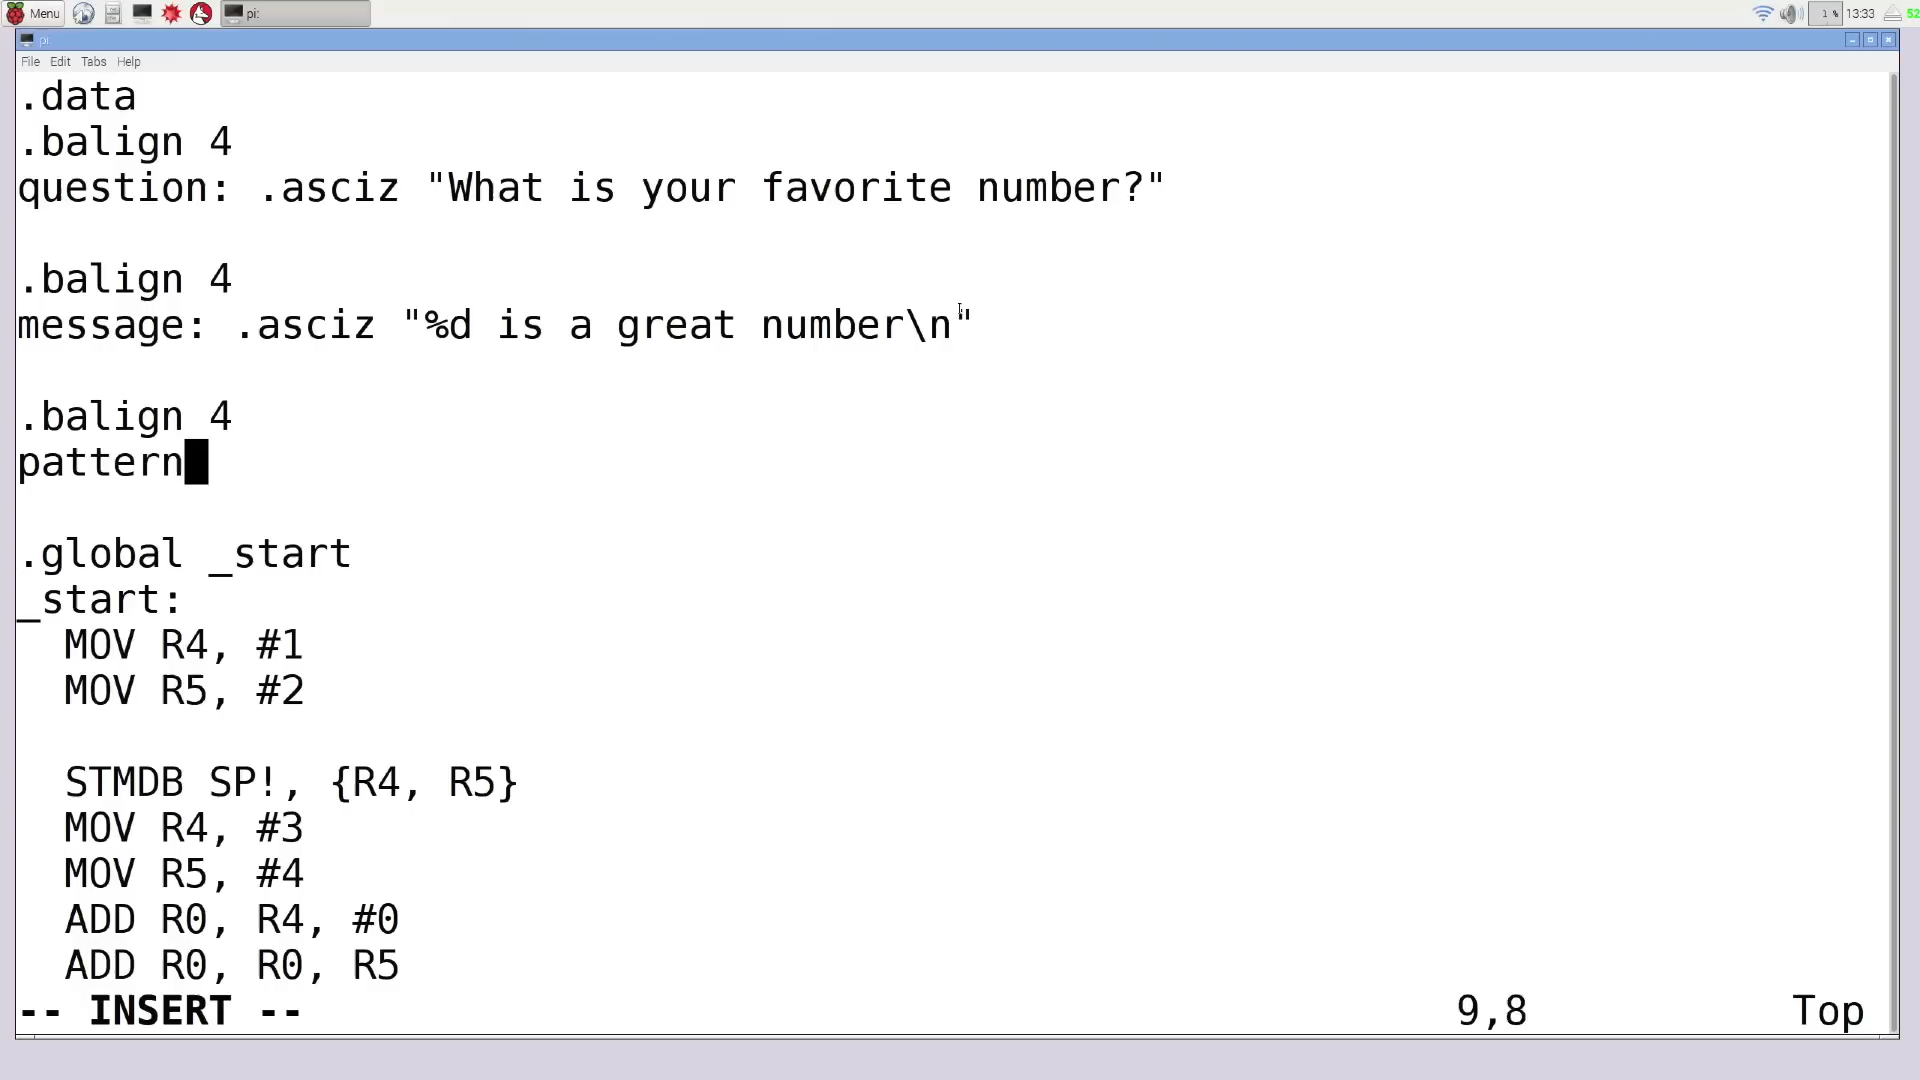 Menu
pi:
1 %
13:33
52
pi:
File Edit Tabs Help
.data
.balign 4
question: .asciz "What is your favorite number?"
.balign 4
message: .asciz "%d is a great number\n"
.balign 4
pattern
.global _start
_start:
MOV R4, #1
MOV R5, #2
STMDB SP!, {R4, R5}
MOV R4, #3
MOV R5, #4
ADD R0, R4, #0
ADD R0, R0, R5
-- INSERT --
9,8
Top